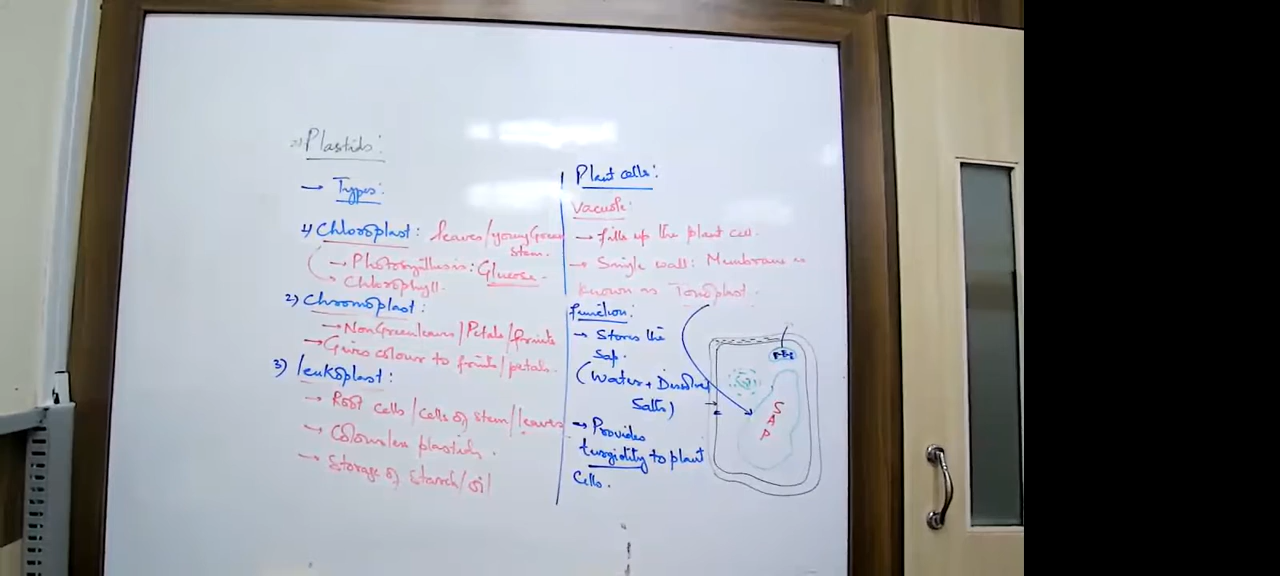 Plastids:
→ Types:
1) Chloroplast: leaves/young Green
stem.
→ Photosynthesis: Glucose.
→ Chlorophyll.
2) Chromoplast:
→ Non Green leaves/Petals/fruits
→ Gives colour to fruits/petals.
3) leukoplast:
→ Root cells/cells of stem/leaves
→ Colourless plastids.
→ Storage of starch/oil
Plant cells:
Vacuole:
→ fills up the plant cell.
→ Single wall: Membrane is
known as Tonoplast.
function:
→ Stores the
Sap.
(Water + Dissolved
Salts)
→ Provides
turgidity to plant
Cells.
SAP